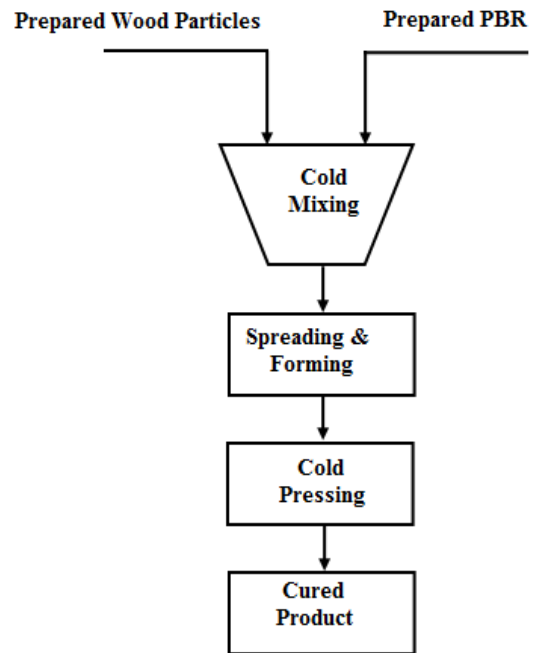 Prepared Wood Particles
Prepared PBR
Cold
Mixing
Spreading &
Forming
Cold
Pressing
Cured
Product